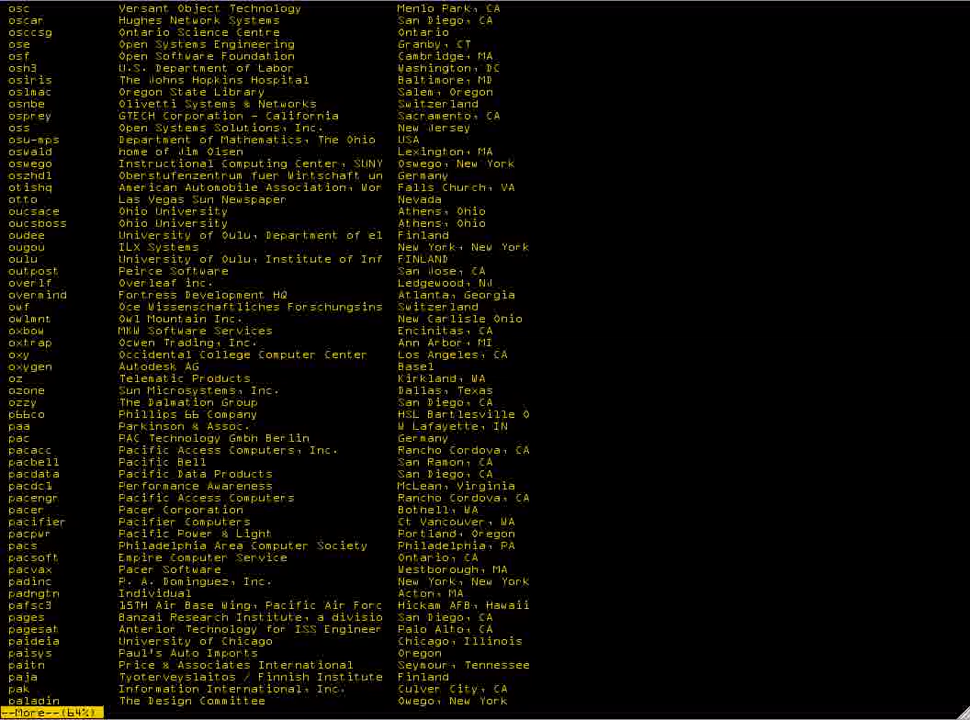 osc Versant Object Technology Menlo Park, CA
oscar Hughes Network Systems San Diego, CA
osccsg Ontario Science Centre Ontario
ose Open Systems Engineering Granby, CT
osf Open Software Foundation Cambridge, MA
osh3 U.S. Department of Labor Washington, DC
osiris The Johns Hopkins Hospital Baltimore, MD
oslmac Oregon State Library Salem, Oregon
osnbe Olivetti Systems & Networks Switzerland
osprey GTECH Corporation - California Sacramento, CA
oss Open Systems Solutions, Inc. New Jersey
osu-mps Department of Mathematics, The Ohio USA
oswald home of Jim Olsen Lexington, MA
oswego Instructional Computing Center, SUNY Oswego, New York
oszhdl Oberstufenzentrum fuer Wirtschaft un Germany
otishq American Automobile Association, Wor Falls Church, VA
otto Las Vegas Sun Newspaper Nevada
oucsace Ohio University Athens, Ohio
oucsboss Ohio University Athens, Ohio
oudee University of Oulu, Department of el Finland
ougou ILX Systems New York, New York
oulu University of Oulu, Institute of Inf FINLAND
outpost Peirce Software San Jose, CA
overlf Overleaf inc. Ledgewood, NJ
overmind Fortress Development HQ Atlanta, Georgia
owf Oce Wissenschaftliches Forschungsins Switzerland
owlmnt Owl Mountain Inc. New Carlisle Ohio
oxbow MKW Software Services Encinitas, CA
oxtrap Ocwen Trading, Inc. Ann Arbor, MI
oxy Occidental College Computer Center Los Angeles, CA
oxygen Autodesk AG Basel
oz Telematic Products Kirkland, WA
ozone Sun Microsystems, Inc. Dallas, Texas
ozzy The Dalmation Group San Diego, CA
p66co Phillips 66 Company HSL Bartlesville O
paa Parkinson & Assoc. W Lafayette, IN
pac PAC Technology Gmbh Berlin Germany
pacacc Pacific Access Computers, Inc. Rancho Cordova, CA
pacbell Pacific Bell San Ramon, CA
pacdata Pacific Data Products San Diego, CA
pacdcl Performance Awareness McLean, Virginia
pacengr Pacific Access Computers Rancho Cordova, CA
pacer Pacer Corporation Bothell, WA
pacifier Pacifier Computers Ct Vancouver, WA
pacpwr Pacific Power & Light Portland, Oregon
pacs Philadelphia Area Computer Society Philadelphia, PA
pacsoft Empire Computer Service Ontario, CA
pacvax Pacer Software Westborough, MA
padinc P. A. Dominguez, Inc. New York, New York
padngtn Individual Acton, MA
pafsc3 15TH Air Base Wing, Pacific Air Forc Hickam AFB, Hawaii
pages Banzai Research Institute, a divisio San Diego, CA
pagesat Anterior Technology for ISS Engineer Palo Alto, CA
paideia University of Chicago Chicago, Illinois
paisys Paul's Auto Imports Oregon
paitn Price & Associates International Seymour, Tennessee
paja Tyoterveyslaitos / Finnish Institute Finland
pak Information International, Inc. Culver City, CA
paladin The Design Committee Owego, New York
--More--(64%)